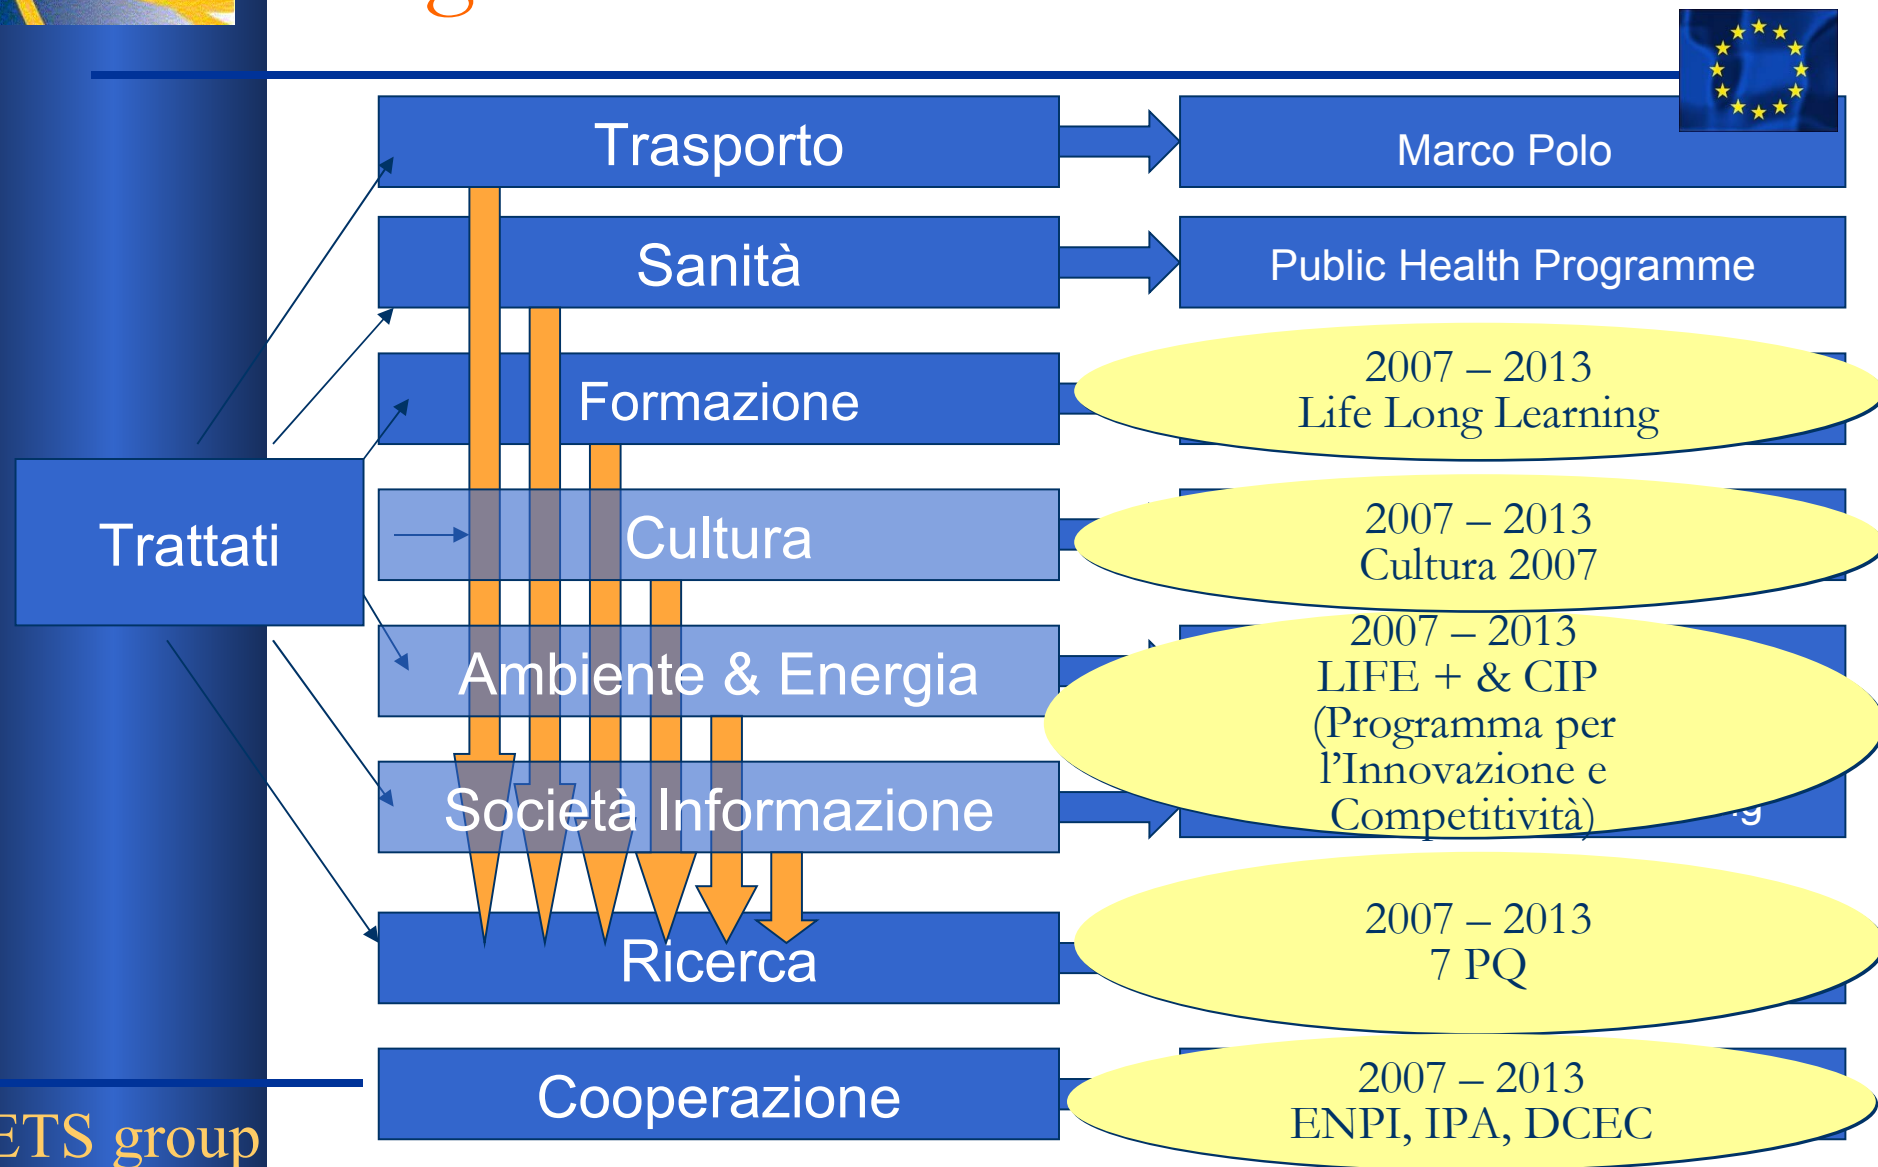 Trasporto
Marco Polo
Sanità
Public Health Programme
Formazione
2007 – 2013
Life Long Learning
Trattati
Cultura
2007 – 2013
Cultura 2007
Ambiente & Energia
2007 – 2013
LIFE + & CIP
(Programma per
l’Innovazione e
Competitività)
Società Informazione
Ricerca
2007 – 2013
7 PQ
Cooperazione
2007 – 2013
ENPI, IPA, DCEC
ETS group